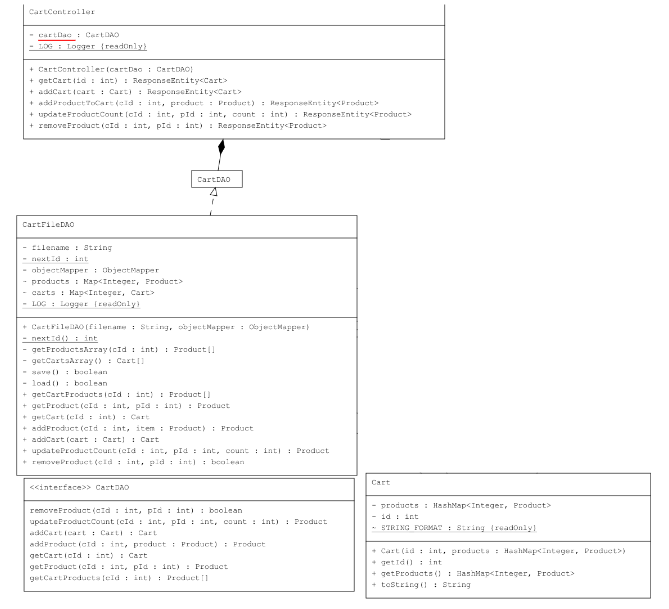 CartController
- cartDao : CartDAO
- LOG : Logger {readOnly}
+ CartController(cartDao : CartDAO)
+ getCart(id : int) : ResponseEntity<Cart>
+ addCart(cart : Cart) : ResponseEntity<Cart>
+ addProductToCart(cId : int, product : Product) : ResponseEntity<Product>
+ updateProductCount(cId : int, pId : int, count : int) : ResponseEntity<Product>
+ removeProduct(cId : int, pId : int) : ResponseEntity<Product>
CartDAO
CartFileDAO
- filename : String
- nextId : int
- objectMapper : ObjectMapper
- products : Map<Integer, Product>
- carts : Map<Integer, Cart>
- LOG : Logger {readOnly}
+ CartFileDAO(filename : String, objectMapper : ObjectMapper)
- nextId() : int
- getProductsArray(cId : int) : Product[]
- getCartsArray() : Cart[]
- save() : boolean
- load() : boolean
+ getCartProducts(cId : int) : Product[]
+ getProduct(cId : int, pId : int) : Product
+ getCart(cId : int) : Cart
+ addProduct(cId : int, item : Product) : Product
+ addCart(cart : Cart) : Cart
+ updateProductCount(cId : int, pId : int, count : int) : Product
+ removeProduct(cId : int, pId : int) : boolean
<<interface>> CartDAO
removeProduct(cId : int, pId : int) : boolean
updateProductCount(cId : int, pId : int, count : int) : Product
addCart(cart : Cart) : Cart
addProduct(cId : int, product : Product) : Product
getCart(cId : int) : Cart
getProduct(cId : int, pId : int) : Product
getCartProducts(cId : int) : Product[]
Cart
- products : HashMap<Integer, Product>
- id : int
~ STRING_FORMAT : String {readOnly}
+ Cart(id : int, products : HashMap<Integer, Product>)
+ getId() : int
+ getProducts() : HashMap<Integer, Product>
+ toString() : String